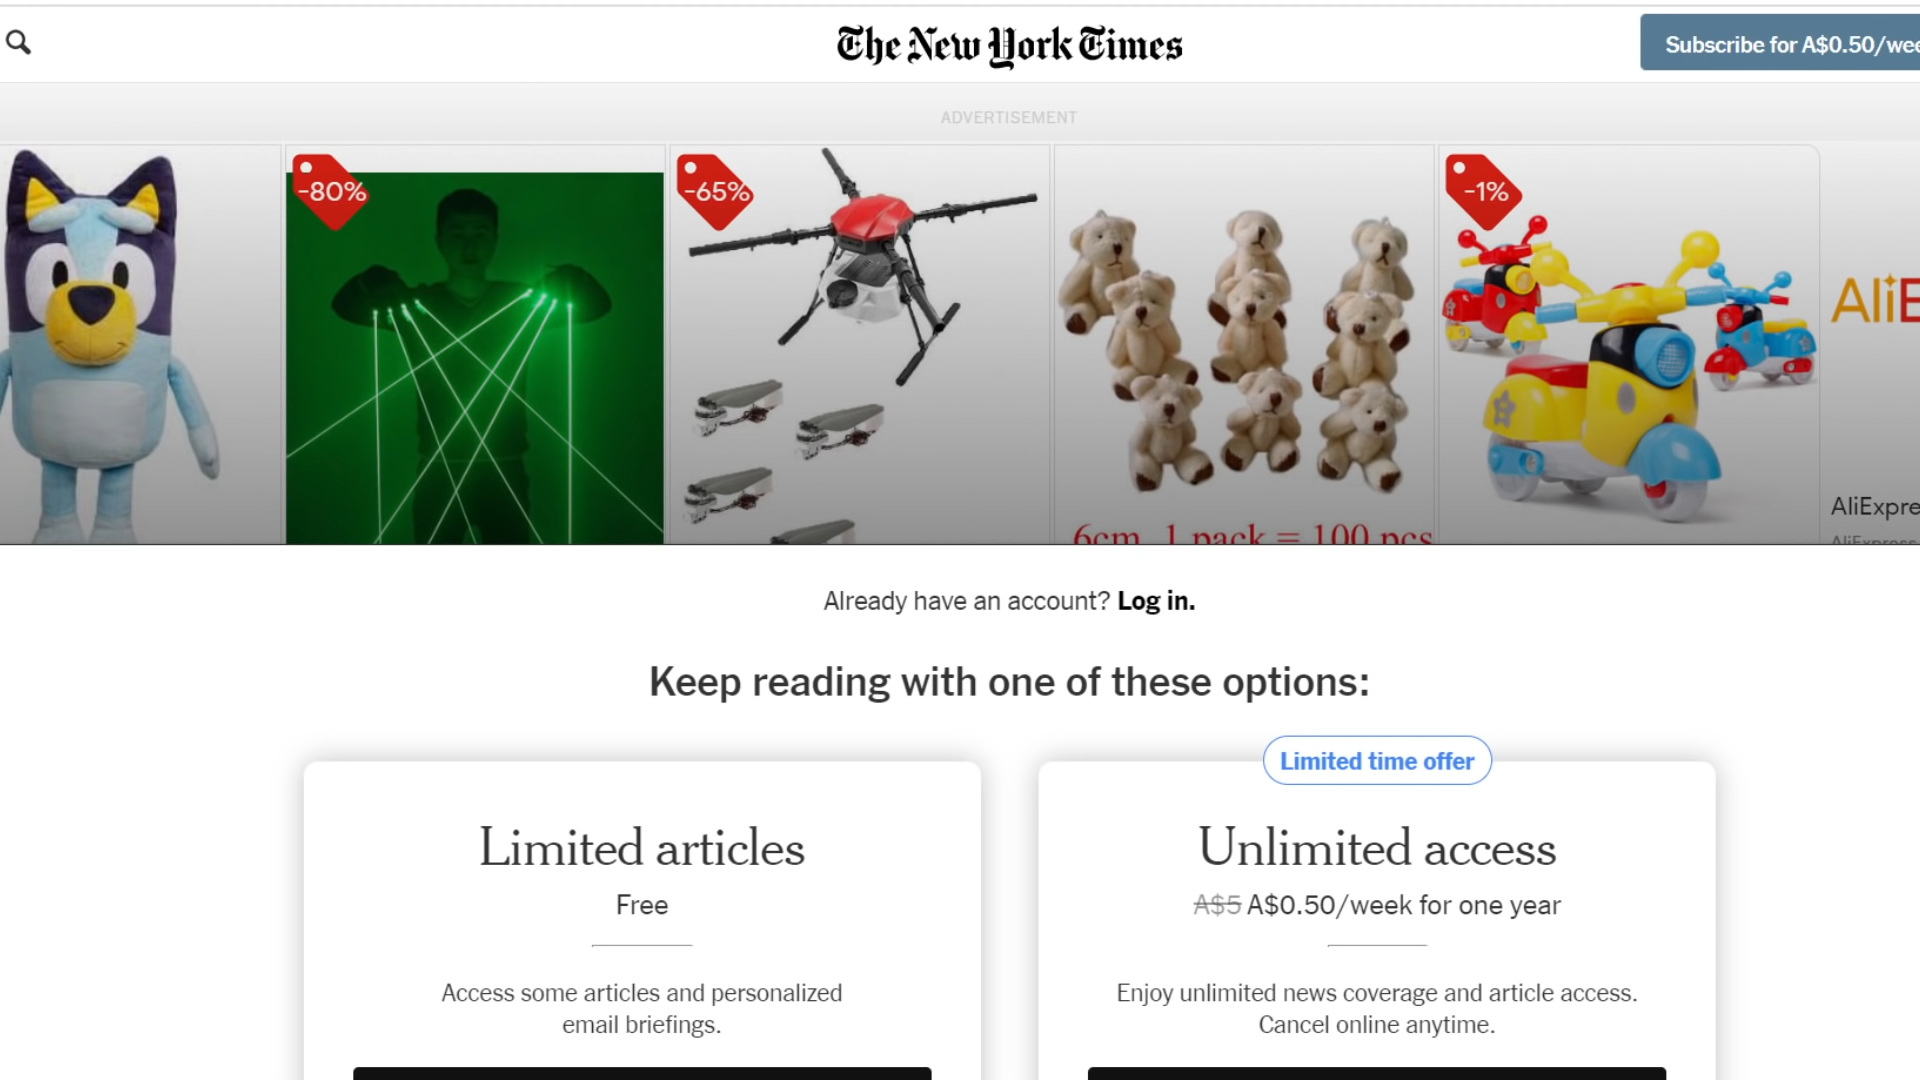 The New York Times
Subscribe for A$0.50/wee
ADVERTISEMENT
-80%
-65%
-1%
AliE
6cm 1 pack = 100 pcs
AliExpre
AliExpress
Already have an account? Log in.
Keep reading with one of these options:
Limited articles
Free
Access some articles and personalized
email briefings.
Limited time offer
Unlimited access
A$5 A$0.50/week for one year
Enjoy unlimited news coverage and article access.
Cancel online anytime.